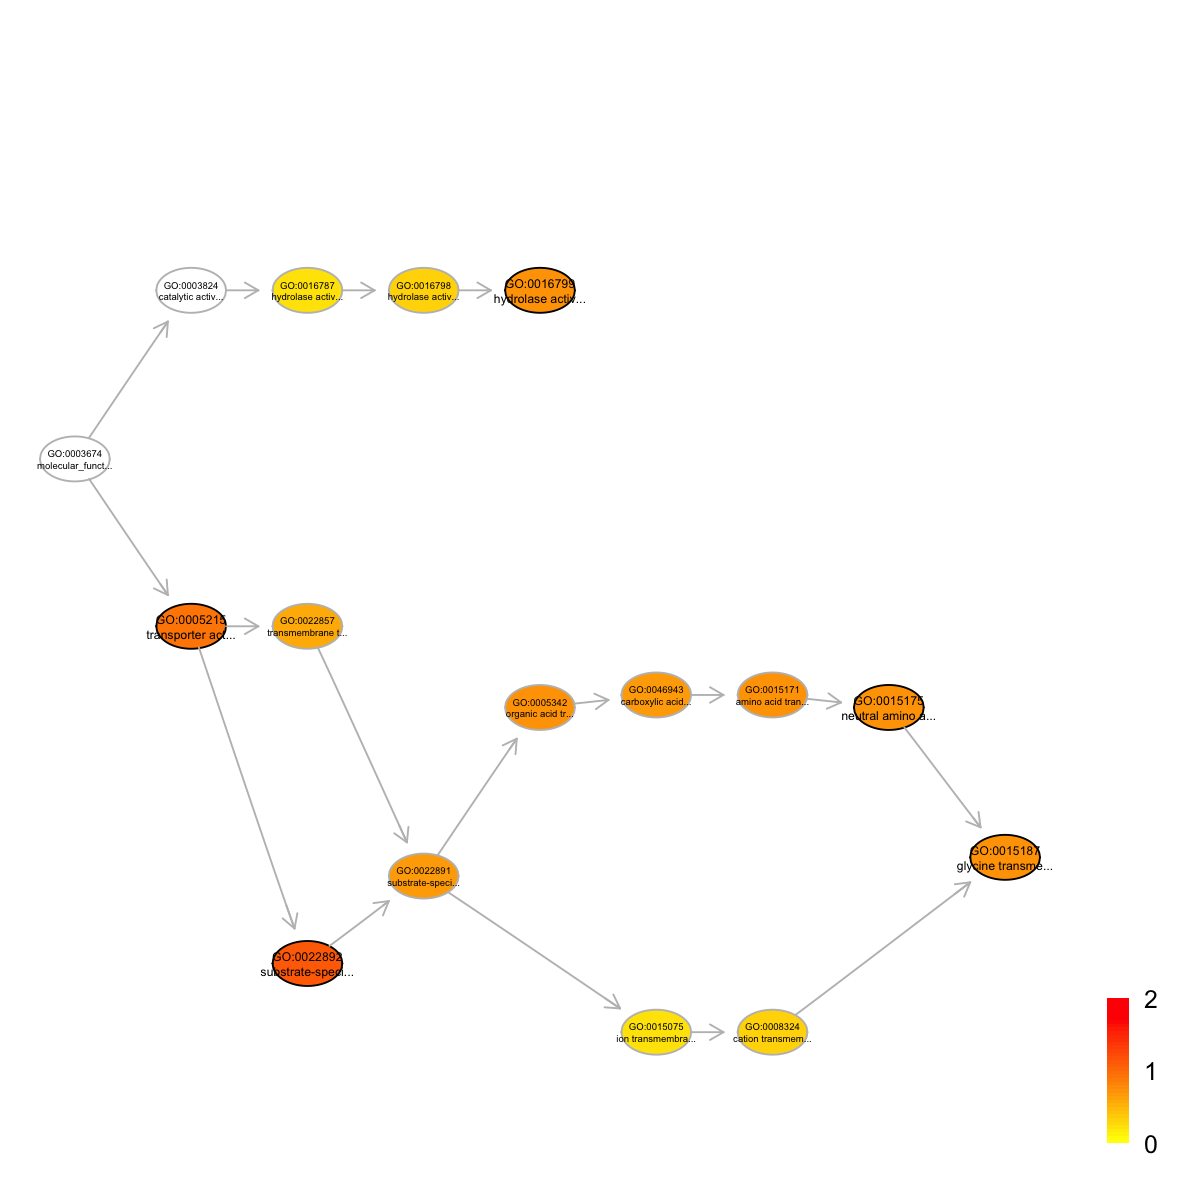 GO:0003824
catalytic activ...
GO:0016787
hydrolase activ...
GO:0016798
hydrolase activ...
GO:0016799
hydrolase activ...
GO:0003674
molecular_funct...
GO:0005215
transporter act...
GO:0022857
transmembrane t...
GO:0005342
organic acid tr...
GO:0046943
carboxylic acid...
GO:0015171
amino acid tran...
GO:0015175
neutral amino a...
GO:0022891
substrate-speci...
GO:0015187
glycine transme...
GO:0022892
substrate-speci...
GO:0015075
ion transmembra...
GO:0008324
cation transmem...
2
1
0